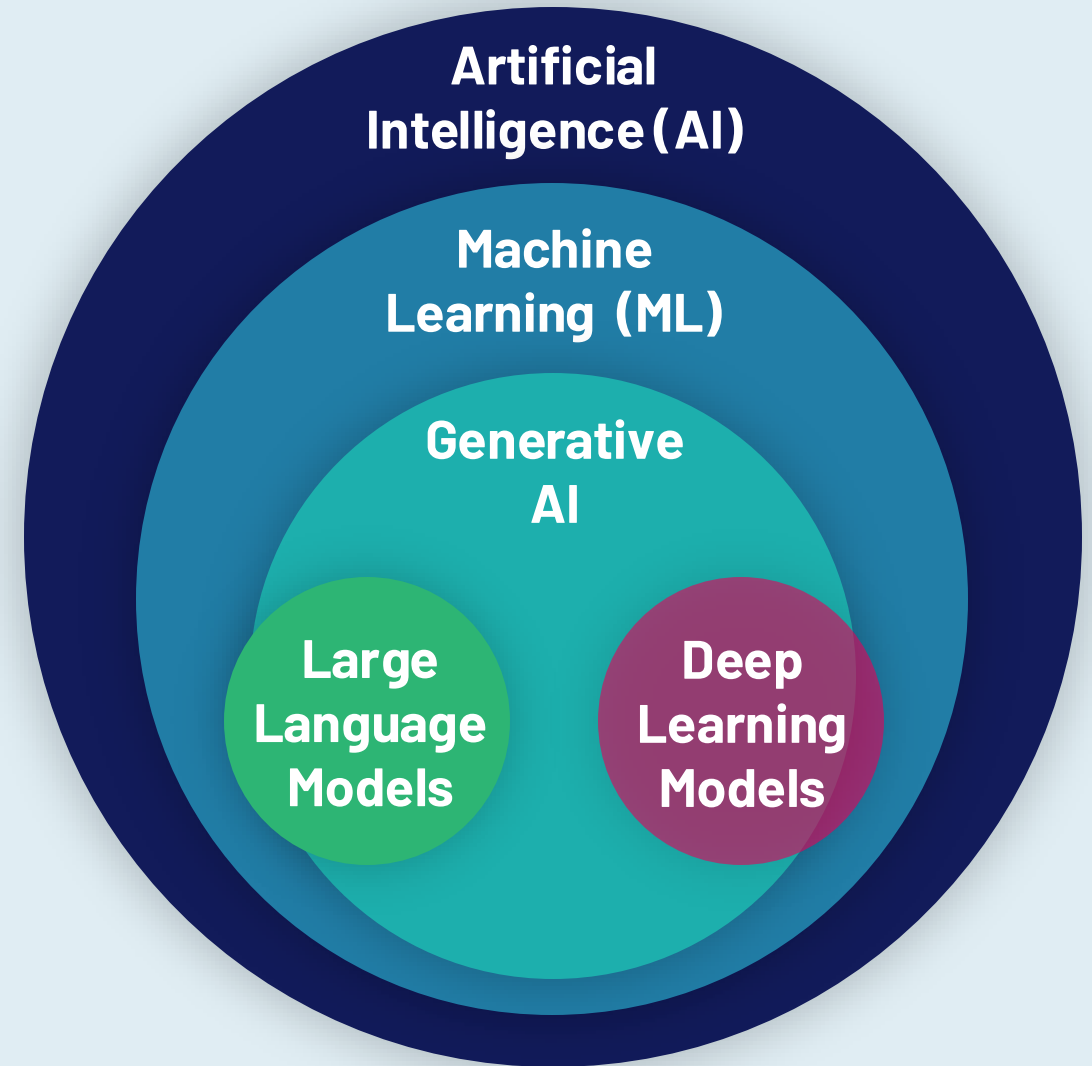 Artificial
Intelligence (AI)
Machine
Learning (ML)
Generative
AI
Large
Language
Models
Deep
Learning
Models